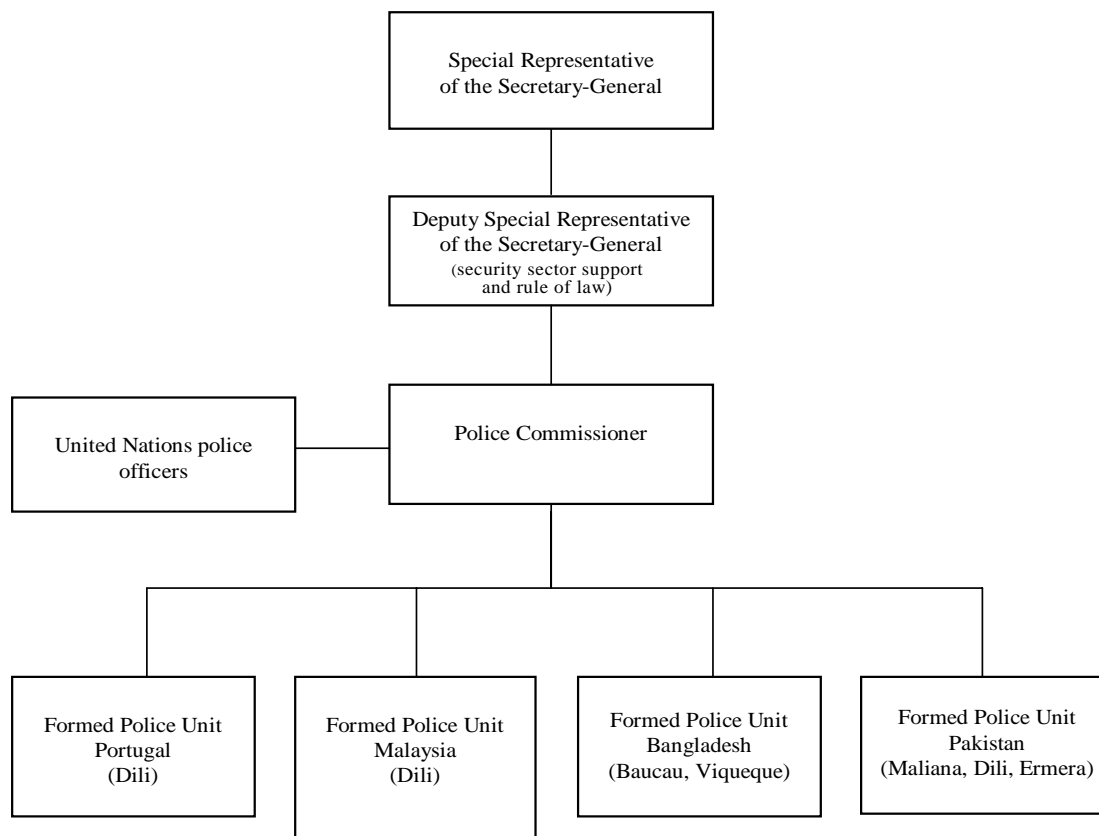 Special Representative
of the Secretary-General
Deputy Special Representative
of the Secretary-General
(security sector support
and rule of law)
United Nations police
officers
Police Commissioner
Formed Police Unit
Portugal
(Dili)
Formed Police Unit
Malaysia
(Dili)
Formed Police Unit
Bangladesh
(Baucau, Viqueque)
Formed Police Unit
Pakistan
(Maliana, Dili, Ermera)